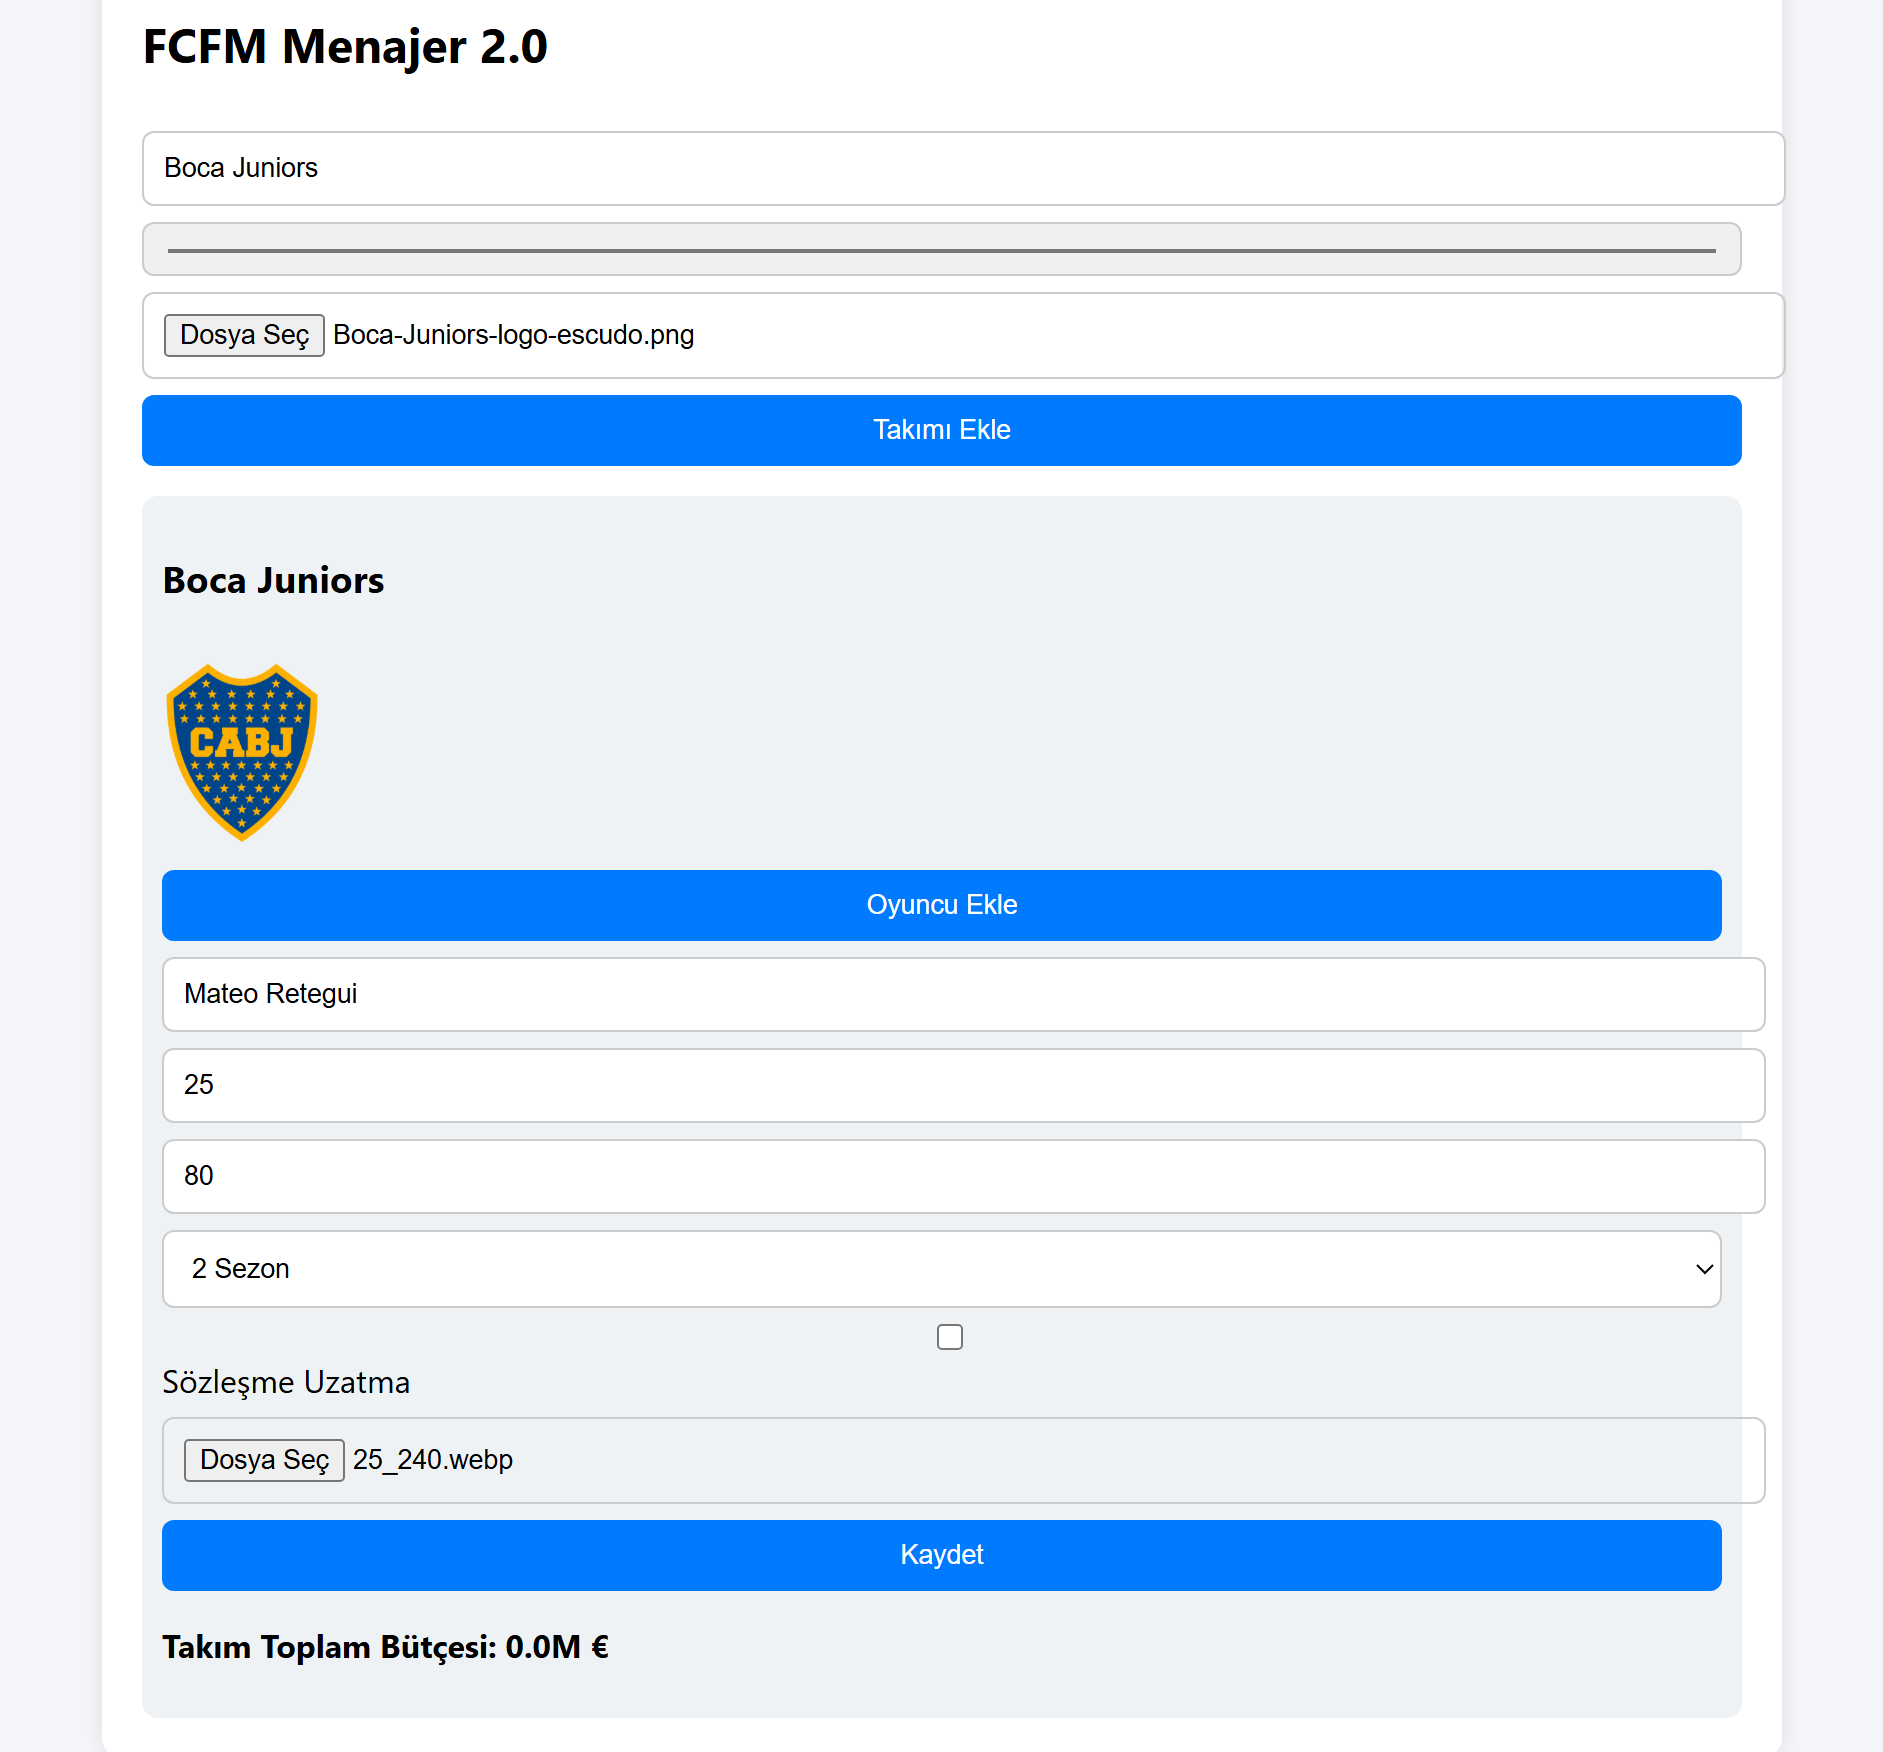 FCFM Menajer 2.0
Boca Juniors
Dosya Seç Boca-Juniors-logo-escudo.png
Takımı Ekle
Boca Juniors
CABJ
Oyuncu Ekle
Mateo Retegui
25
80
2 Sezon
Sözleşme Uzatma
Dosya Seç 25_240.webp
Kaydet
Takım Toplam Bütçesi: 0.0M €